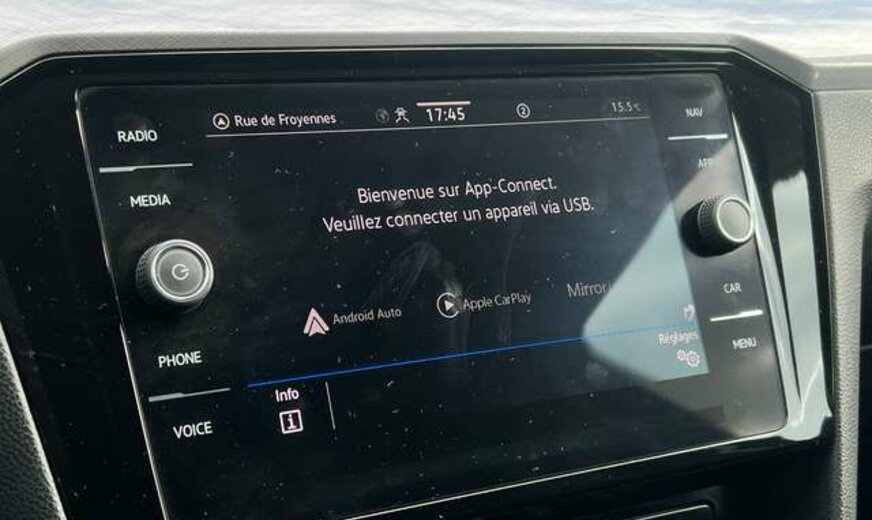 RADIO
MEDIA
PHONE
VOICE
Rue de Froyennes
17:45
2
15.5°C
Bienvenue sur App-Connect.
Veuillez connecter un appareil via USB.
Android Auto
Apple CarPlay
Mirror
Réglages
Info
i
NAV
APP
CAR
MENU